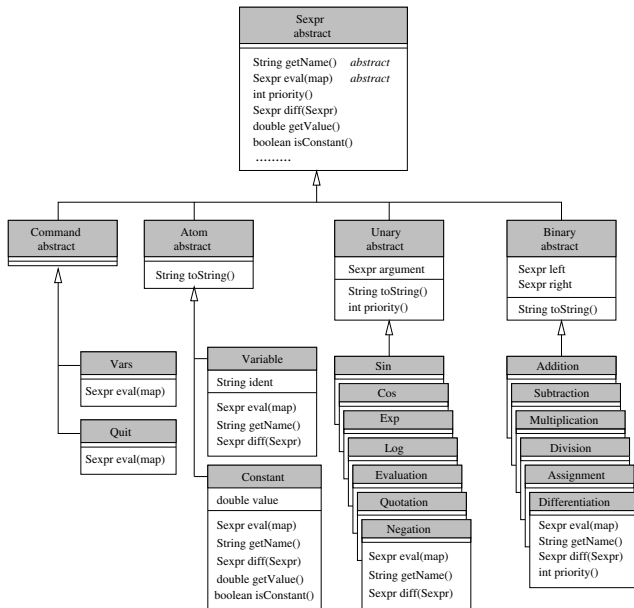 Sexpr
abstract
String getName() abstract
Sexpr eval(map) abstract
int priority()
Sexpr diff(Sexpr)
double getValue()
boolean isConstant()
.........
Command
abstract
Atom
abstract
String toString()
Unary
abstract
Sexpr argument
String toString()
int priority()
Binary
abstract
Sexpr left
Sexpr right
String toString()
Vars
Sexpr eval(map)
Quit
Sexpr eval(map)
Variable
String ident
Sexpr eval(map)
String getName()
Sexpr diff(Sexpr)
Constant
double value
Sexpr eval(map)
String getName()
Sexpr diff(Sexpr)
double getValue()
boolean isConstant()
Sin
Cos
Exp
Log
Evaluation
Quotation
Negation
Sexpr eval(map)
String getName()
Sexpr diff(Sexpr)
Addition
Subtraction
Multiplication
Division
Assignment
Differentiation
Sexpr eval(map)
String getName()
Sexpr diff(Sexpr)
int priority()